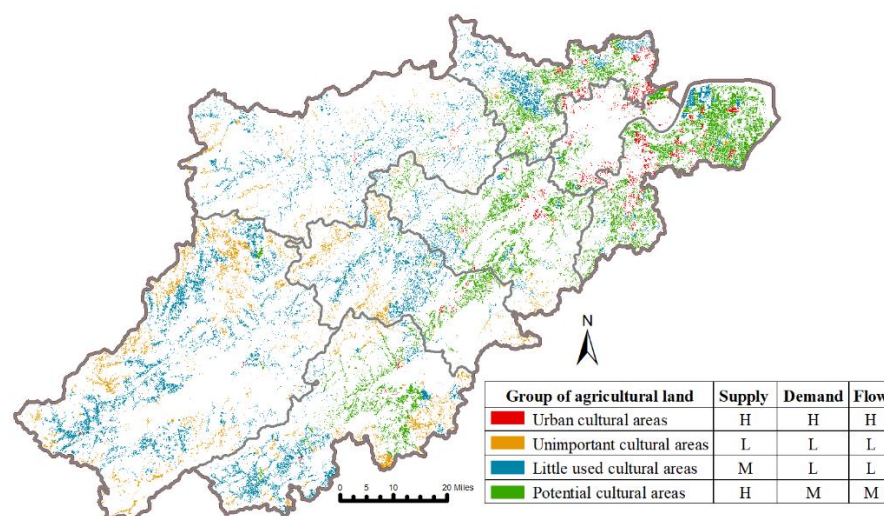 N
0 5 10 20 Miles
Group of agricultural land Supply Demand Flow
Urban cultural areas H H H
Unimportant cultural areas L L L
Little used cultural areas M L L
Potential cultural areas H M M